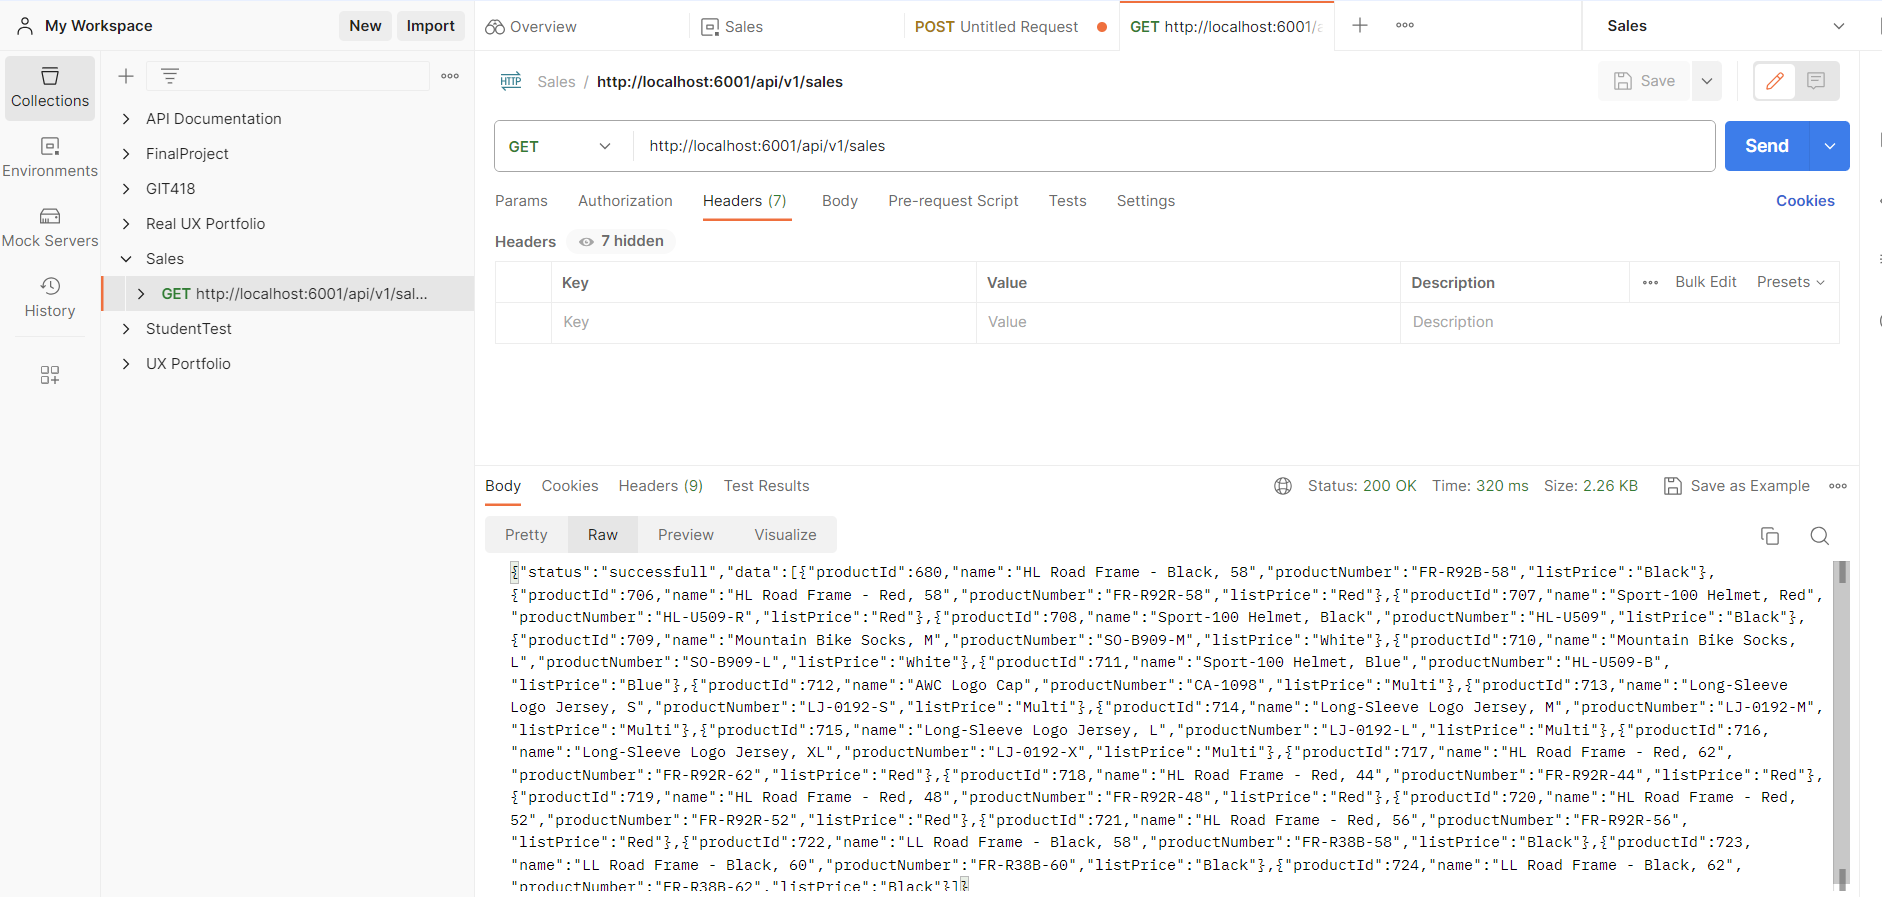 My Workspace
New
Import
Overview
Sales
POST Untitled Request
GET http://localhost:6001/a
Sales
Collections
Environments
Mock Servers
History
API Documentation
FinalProject
GIT418
Real UX Portfolio
Sales
GET http://localhost:6001/api/v1/sal...
StudentTest
UX Portfolio
HTTP
Sales / http://localhost:6001/api/v1/sales
Save
GET
http://localhost:6001/api/v1/sales
Send
Params
Authorization
Headers (7)
Body
Pre-request Script
Tests
Settings
Cookies
Headers
7 hidden
Key
Value
Description
Bulk Edit
Presets
Key
Value
Description
Body
Cookies
Headers (9)
Test Results
Status: 200 OK
Time: 320 ms
Size: 2.26 KB
Save as Example
Pretty
Raw
Preview
Visualize
{"status":"successfull","data":[{"productId":680,"name":"HL Road Frame - Black, 58","productNumber":"FR-R92B-58","listPrice":"Black"},
{"productId":706,"name":"HL Road Frame - Red, 58","productNumber":"FR-R92R-58","listPrice":"Red"},{"productId":707,"name":"Sport-100 Helmet, Red",
"productNumber":"HL-U509-R","listPrice":"Red"},{"productId":708,"name":"Sport-100 Helmet, Black","productNumber":"HL-U509","listPrice":"Black"},
{"productId":709,"name":"Mountain Bike Socks, M","productNumber":"SO-B909-M","listPrice":"White"},{"productId":710,"name":"Mountain Bike Socks,
L","productNumber":"SO-B909-L","listPrice":"White"},{"productId":711,"name":"Sport-100 Helmet, Blue","productNumber":"HL-U509-B",
"listPrice":"Blue"},{"productId":712,"name":"AWC Logo Cap","productNumber":"CA-1098","listPrice":"Multi"},{"productId":713,"name":"Long-Sleeve
Logo Jersey, S","productNumber":"LJ-0192-S","listPrice":"Multi"},{"productId":714,"name":"Long-Sleeve Logo Jersey, M","productNumber":"LJ-0192-M",
"listPrice":"Multi"},{"productId":715,"name":"Long-Sleeve Logo Jersey, L","productNumber":"LJ-0192-L","listPrice":"Multi"},{"productId":716,
"name":"Long-Sleeve Logo Jersey, XL","productNumber":"LJ-0192-X","listPrice":"Multi"},{"productId":717,"name":"HL Road Frame - Red, 62",
"productNumber":"FR-R92R-62","listPrice":"Red"},{"productId":718,"name":"HL Road Frame - Red, 44","productNumber":"FR-R92R-44","listPrice":"Red"},
{"productId":719,"name":"HL Road Frame - Red, 48","productNumber":"FR-R92R-48","listPrice":"Red"},{"productId":720,"name":"HL Road Frame - Red,
52","productNumber":"FR-R92R-52","listPrice":"Red"},{"productId":721,"name":"HL Road Frame - Red, 56","productNumber":"FR-R92R-56",
"listPrice":"Red"},{"productId":722,"name":"LL Road Frame - Black, 58","productNumber":"FR-R38B-58","listPrice":"Black"},{"productId":723,
"name":"LL Road Frame - Black, 60","productNumber":"FR-R38B-60","listPrice":"Black"},{"productId":724,"name":"LL Road Frame - Black, 62",
"productNumber":"FR-R38B-62","listPrice":"Black"}]}